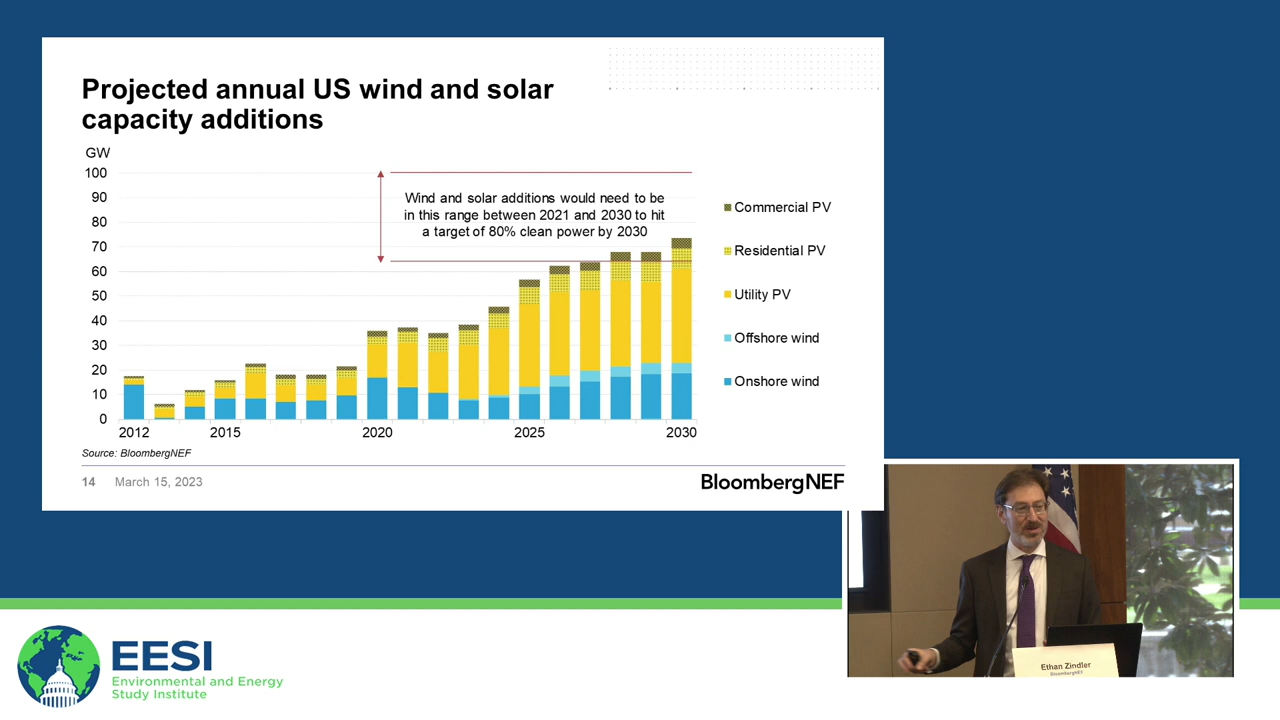 Projected annual US wind and solar
capacity additions
GW
100
90
80
70
60
50
40
30
20
10
0
Wind and solar additions would need to be
in this range between 2021 and 2030 to hit
a target of 80% clean power by 2030
2012
2015
2020
2025
2030
Commercial PV
Residential PV
Utility PV
Offshore wind
Onshore wind
Source: BloombergNEF
14 March 15, 2023
BloombergNEF
Ethan Zindler
BloombergNEF
EESI
Environmental and Energy
Study Institute